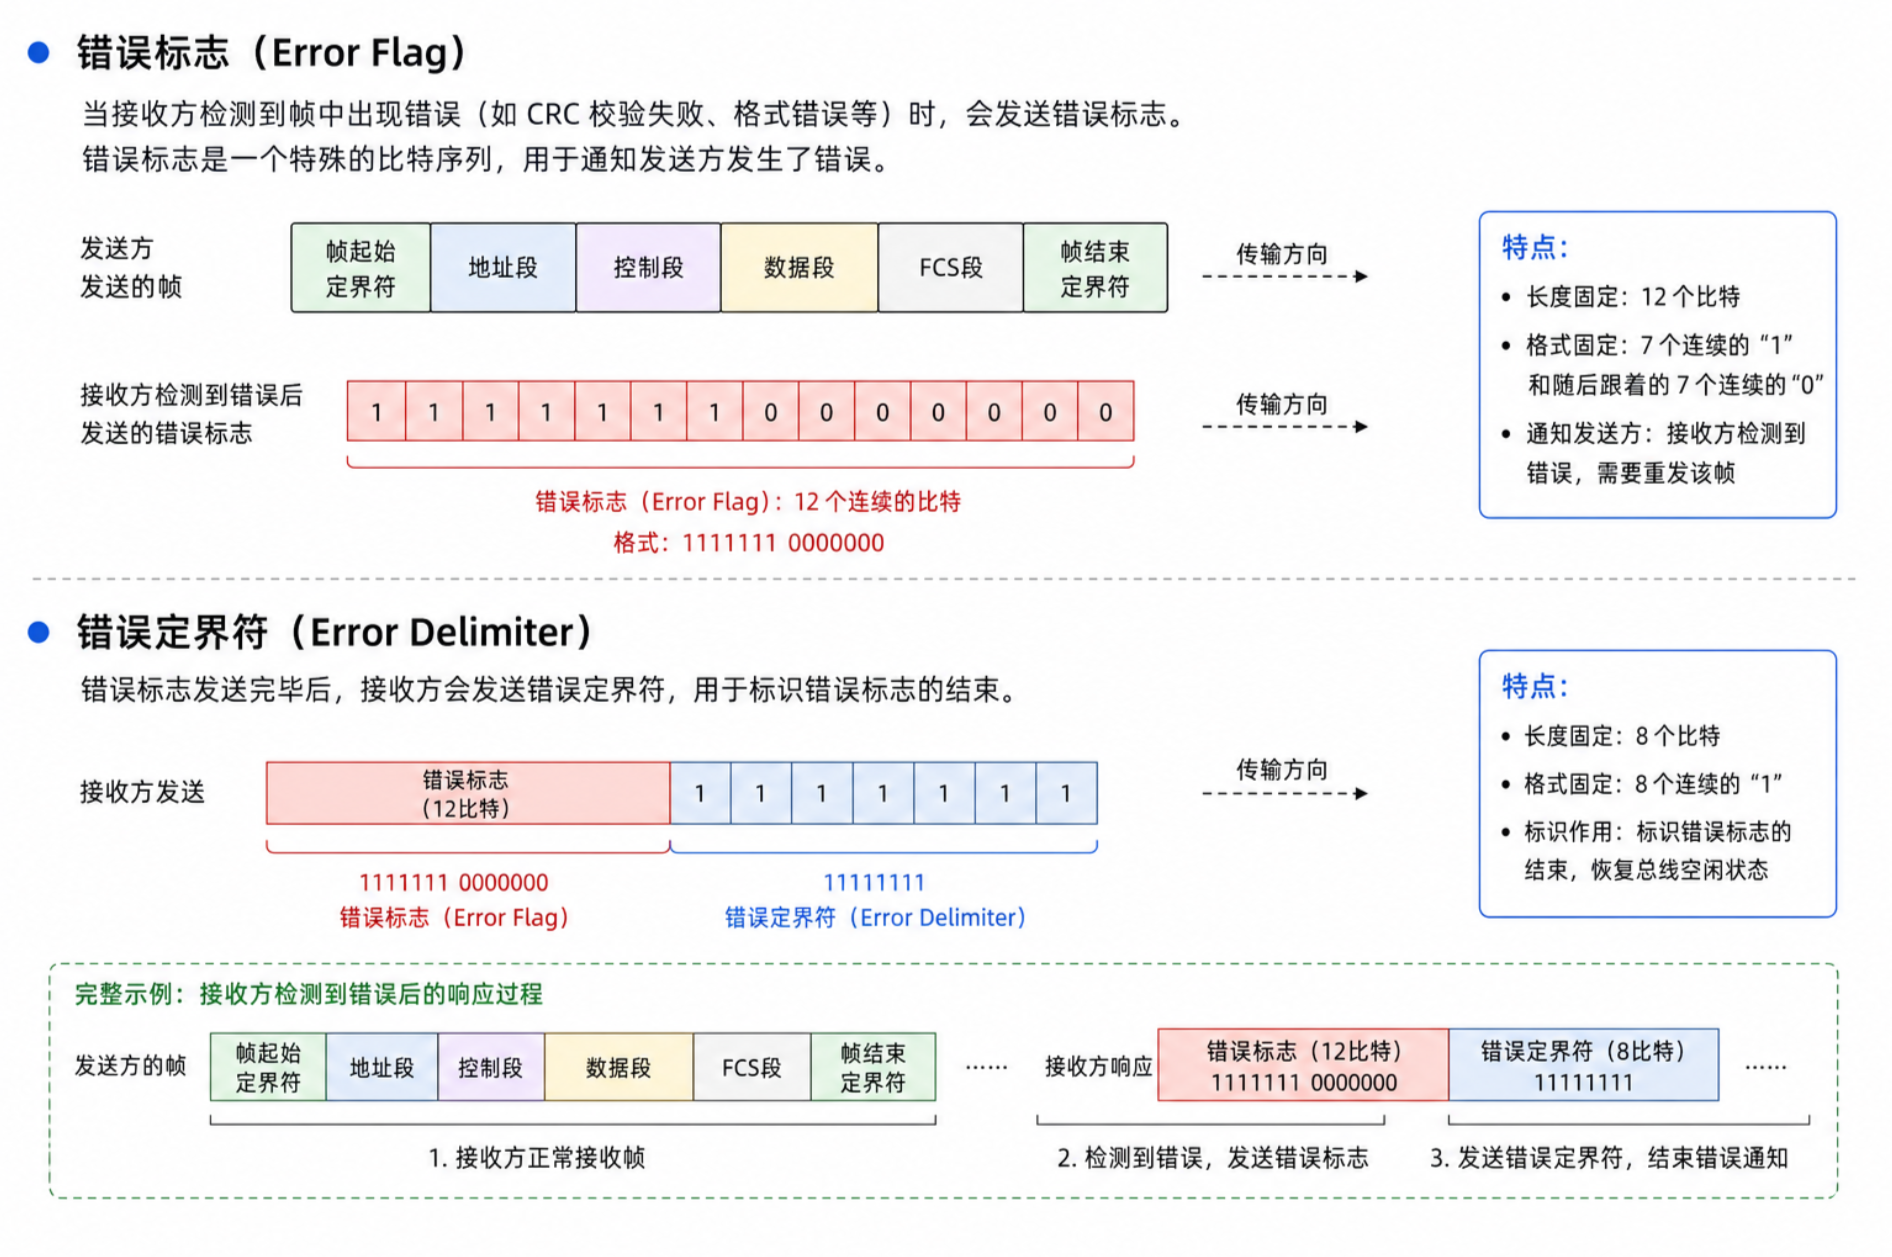 错误标志（Error Flag）
当接收方检测到帧中出现错误（如 CRC 校验失败、格式错误等）时，会发送错误标志。
错误标志是一个特殊的比特序列，用于通知发送方发生了错误。
发送方
发送的帧
帧起始
定界符
地址段
控制段
数据段
FCS段
帧结束
定界符
传输方向
接收方检测到错误后
发送的错误标志
1 1 1 1 1 1 1 0 0 0 0 0 0 0
传输方向
错误标志（Error Flag）：12 个连续的比特
格式：1111111 0000000
特点：
• 长度固定：12 个比特
• 格式固定：7 个连续的 “1”
和随后跟着的 7 个连续的 “0”
• 通知发送方：接收方检测到
错误，需要重发该帧
错误定界符（Error Delimiter）
错误标志发送完毕后，接收方会发送错误定界符，用于标识错误标志的结束。
接收方发送
错误标志
（12比特）
1 1 1 1 1 1 1
传输方向
1111111 0000000
错误标志（Error Flag）
11111111
错误定界符（Error Delimiter）
特点：
• 长度固定：8 个比特
• 格式固定：8 个连续的 “1”
• 标识作用：标识错误标志的
结束，恢复总线空闲状态
完整示例：接收方检测到错误后的响应过程
发送方的帧
帧起始
定界符
地址段
控制段
数据段
FCS段
帧结束
定界符
……
接收方响应
错误标志（12比特）
1111111 0000000
错误定界符（8比特）
11111111
……
1. 接收方正常接收帧
2. 检测到错误，发送错误标志
3. 发送错误定界符，结束错误通知